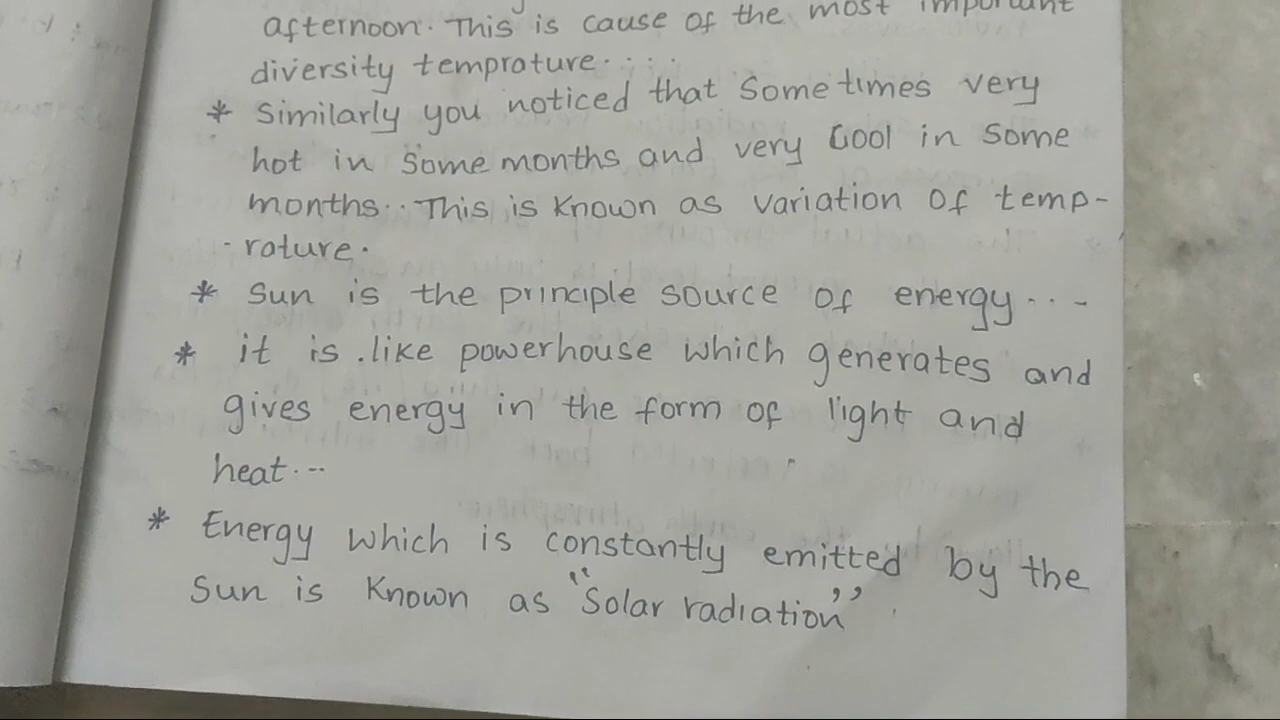 afternoon. This is cause of the most important
diversity temprature. . . .
* Similarly you noticed that Sometimes very
hot in Some months and very Cool in Some
months.. This is Known as variation of temp-
- rature.
* Sun is the principle source of energy . . -
* it is .like powerhouse which generates and
gives energy in the form of light and
heat. --
* Energy which is constantly emitted by the
Sun is Known as "Solar radiation".